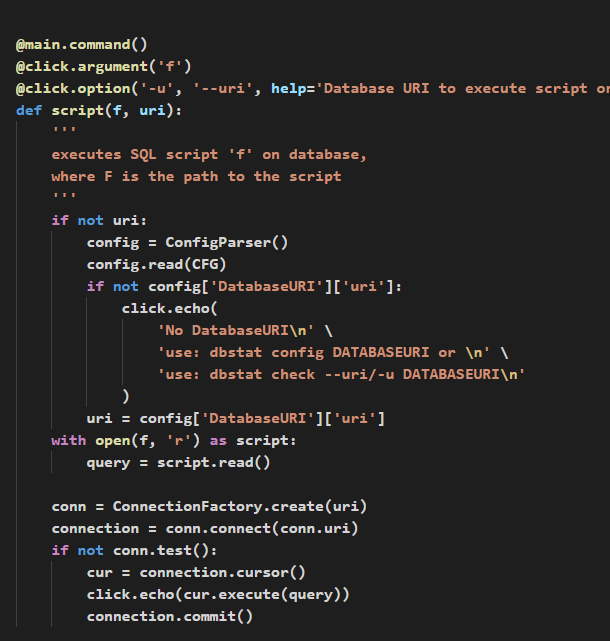 @main.command()
@click.argument('f')
@click.option('-u', '--uri', help='Database URI to execute script
def script(f, uri):
    '''
    executes SQL script 'f' on database,
    where F is the path to the script
    '''
    if not uri:
        config = ConfigParser()
        config.read(CFG)
        if not config['DatabaseURI']['uri']:
            click.echo(
                'No DatabaseURI\n' \
                'use: dbstat config DATABASEURI or \n' \
                'use: dbstat check --uri/-u DATABASEURI\n'
            )
        uri = config['DatabaseURI']['uri']
    with open(f, 'r') as script:
        query = script.read()
    conn = ConnectionFactory.create(uri)
    connection = conn.connect(conn.uri)
    if not conn.test():
        cur = connection.cursor()
        click.echo(cur.execute(query))
        connection.commit()